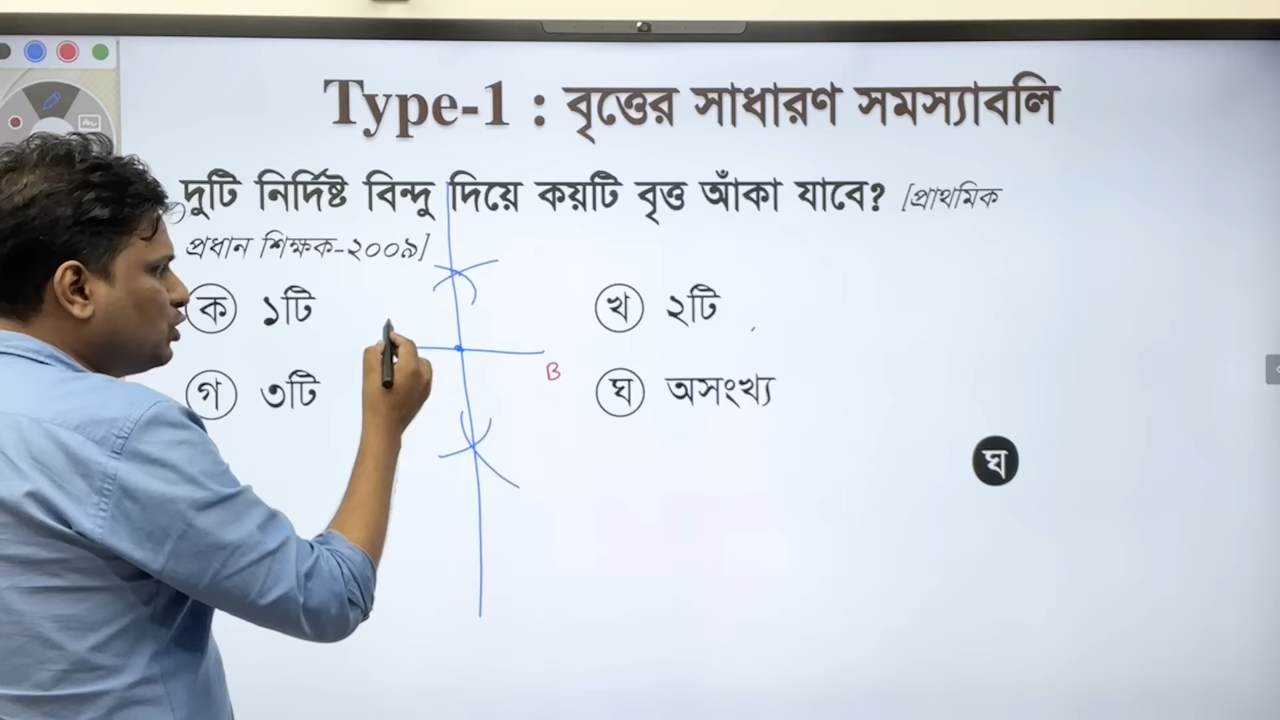 Type-1 : বৃত্তের সাধারণ সমস্যাবলি
দুটি নির্দিষ্ট বিন্দু দিয়ে কয়টি বৃত্ত আঁকা যাবে? [প্রাথমিক
প্রধান শিক্ষক-২০০৯]
ক ১টি
খ ২টি
B
গ ৩টি
ঘ অসংখ্য
ঘ